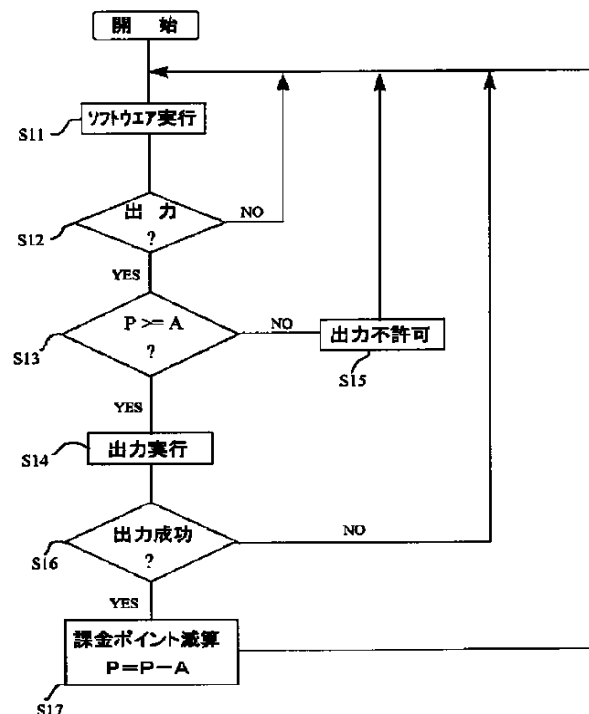 開 始
ソフトウエア実行
S11
出 力
?
NO
S12
YES
P >= A
?
NO
出力不許可
S13
S15
YES
出力実行
S14
出力成功
?
NO
S16
YES
課金ポイント減算
P=P-A
S17